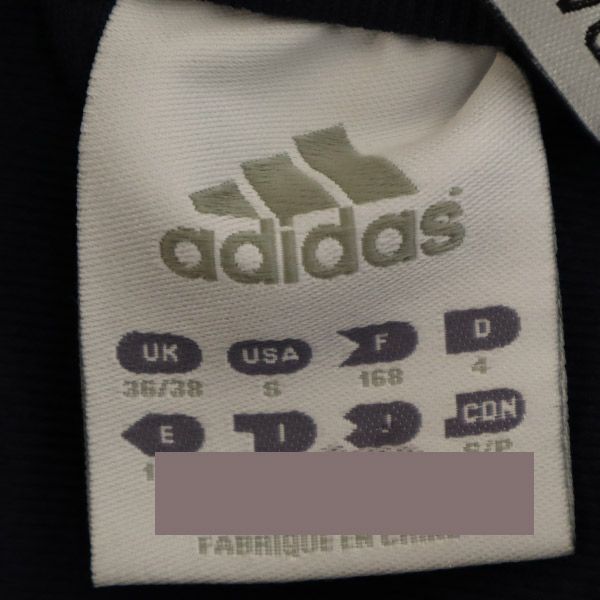 adidas
UK USA F D
36/38 S 168 4
E I J CDN
S/P
FABRIQUE EN CHINE